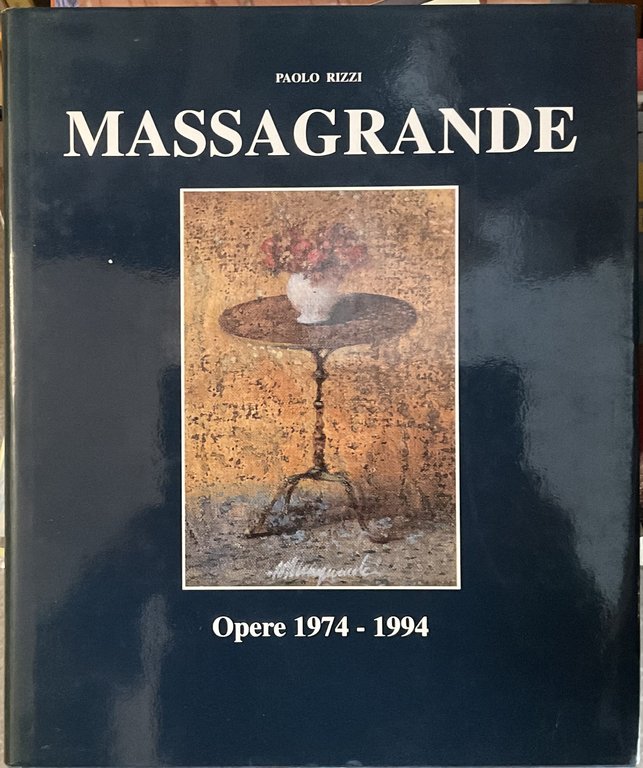 PAOLO RIZZI
MASSAGRANDE
Opere 1974 - 1994